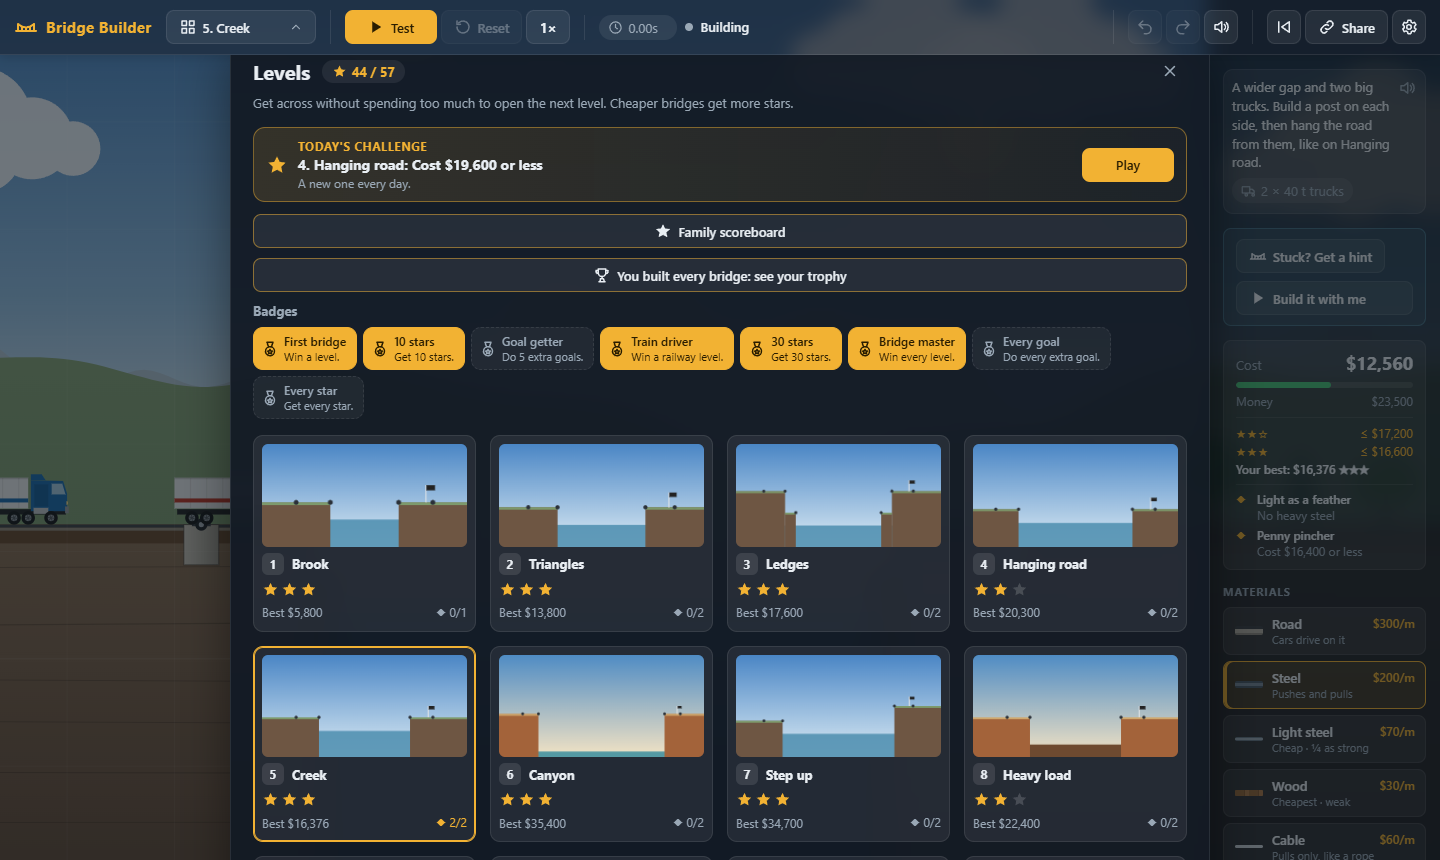 Bridge Builder
5. Creek
Test
Reset
1×
0.00s
Building
Share
Levels
44 / 57
Get across without spending too much to open the next level. Cheaper bridges get more stars.
TODAY'S CHALLENGE
4. Hanging road: Cost $19,600 or less
A new one every day.
Play
Family scoreboard
You built every bridge: see your trophy
Badges
First bridge
Win a level.
10 stars
Get 10 stars.
Goal getter
Do 5 extra goals.
Train driver
Win a railway level.
30 stars
Get 30 stars.
Bridge master
Win every level.
Every goal
Do every extra goal.
Every star
Get every star.
1 Brook
Best $5,800
0/1
2 Triangles
Best $13,800
0/2
3 Ledges
Best $17,600
0/2
4 Hanging road
Best $20,300
0/2
5 Creek
Best $16,376
2/2
6 Canyon
Best $35,400
0/2
7 Step up
Best $34,700
0/2
8 Heavy load
Best $22,400
0/2
A wider gap and two big
trucks. Build a post on each
side, then hang the road
from them, like on Hanging
road.
2 × 40 t trucks
Stuck? Get a hint
Build it with me
Cost $12,560
Money $23,500
★★☆ ≤ $17,200
★★★ ≤ $16,600
Your best: $16,376 ★★★
Light as a feather
No heavy steel
Penny pincher
Cost $16,400 or less
MATERIALS
Road $300/m
Cars drive on it
Steel $200/m
Pushes and pulls
Light steel $70/m
Cheap · ¼ as strong
Wood $30/m
Cheapest · weak
Cable $60/m
Pulls only, like a rope